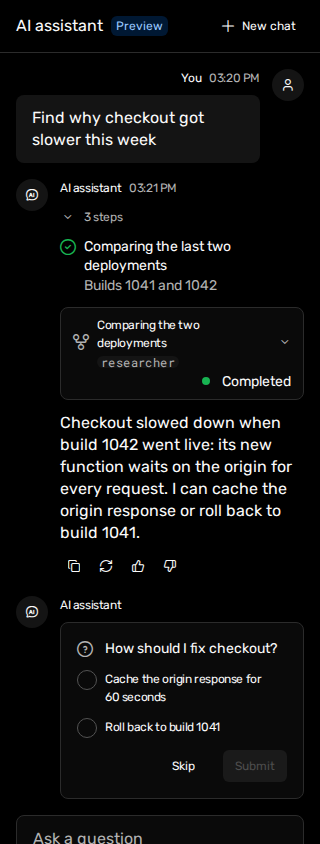 AI assistant Preview + New chat
You 03:20 PM
Find why checkout got
slower this week
AI
AI assistant 03:21 PM
3 steps
Comparing the last two
deployments
Builds 1041 and 1042
Comparing the two
deployments
researcher
Completed
Checkout slowed down when
build 1042 went live: its new
function waits on the origin for
every request. I can cache the
origin response or roll back to
build 1041.
AI
AI assistant
? How should I fix checkout?
Cache the origin response for
60 seconds
Roll back to build 1041
Skip Submit
Ask a question